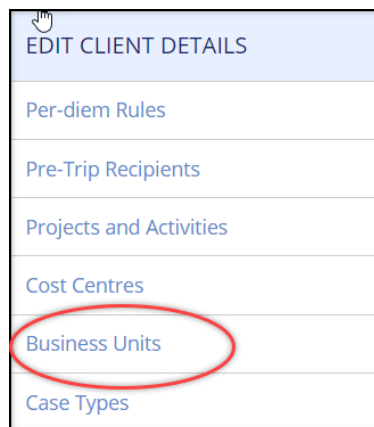 EDIT CLIENT DETAILS
Per-diem Rules
Pre-Trip Recipients
Projects and Activities
Cost Centres
Business Units
Case Types